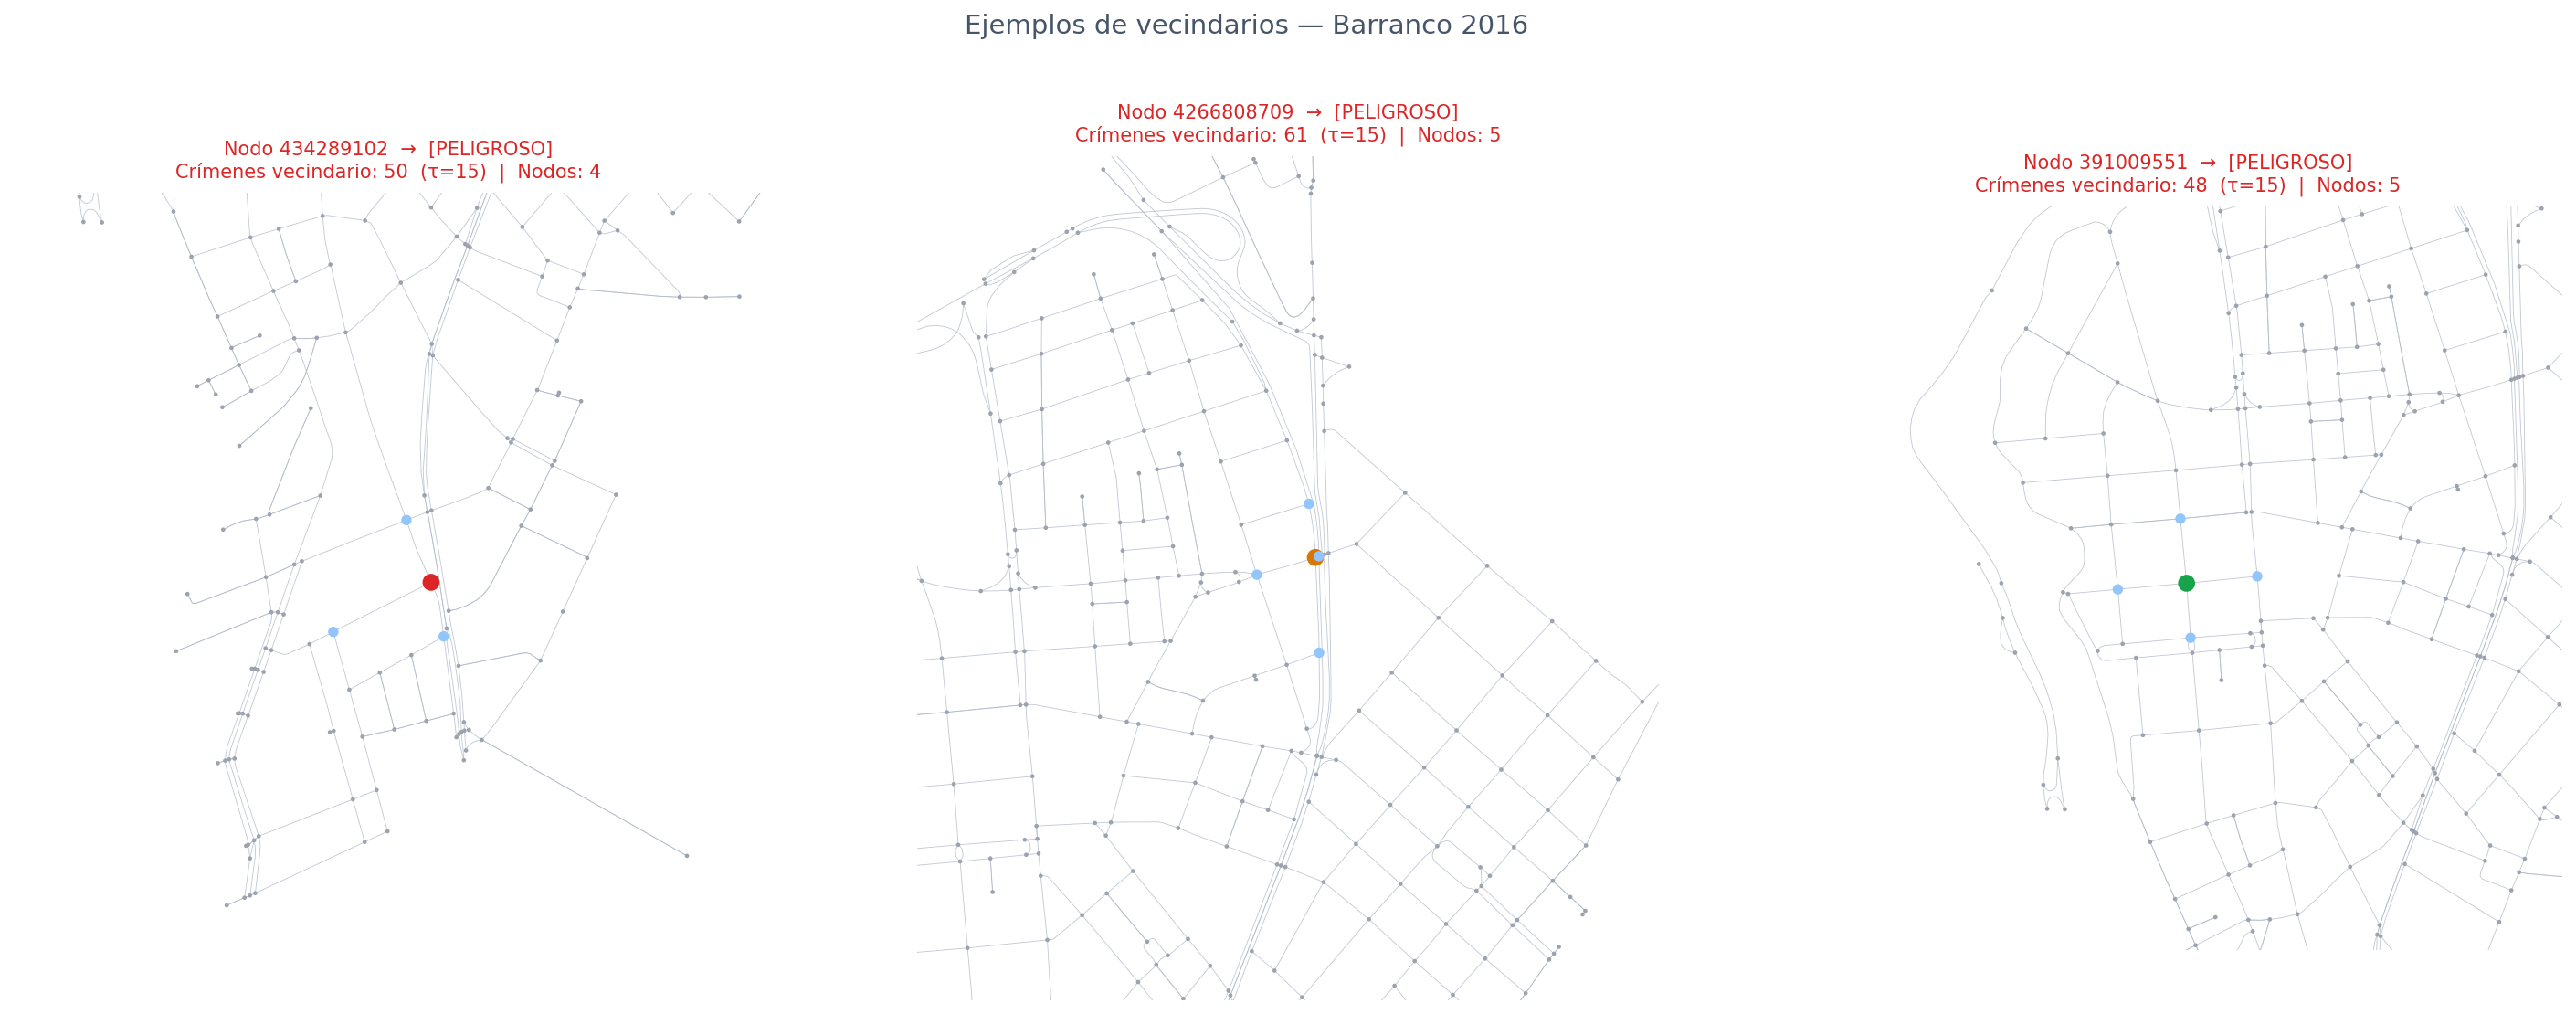 Ejemplos de vecindarios — Barranco 2016
Nodo 434289102 → [PELIGROSO]
Crímenes vecindario: 50 (τ=15) | Nodos: 4
Nodo 4266808709 → [PELIGROSO]
Crímenes vecindario: 61 (τ=15) | Nodos: 5
Nodo 391009551 → [PELIGROSO]
Crímenes vecindario: 48 (τ=15) | Nodos: 5